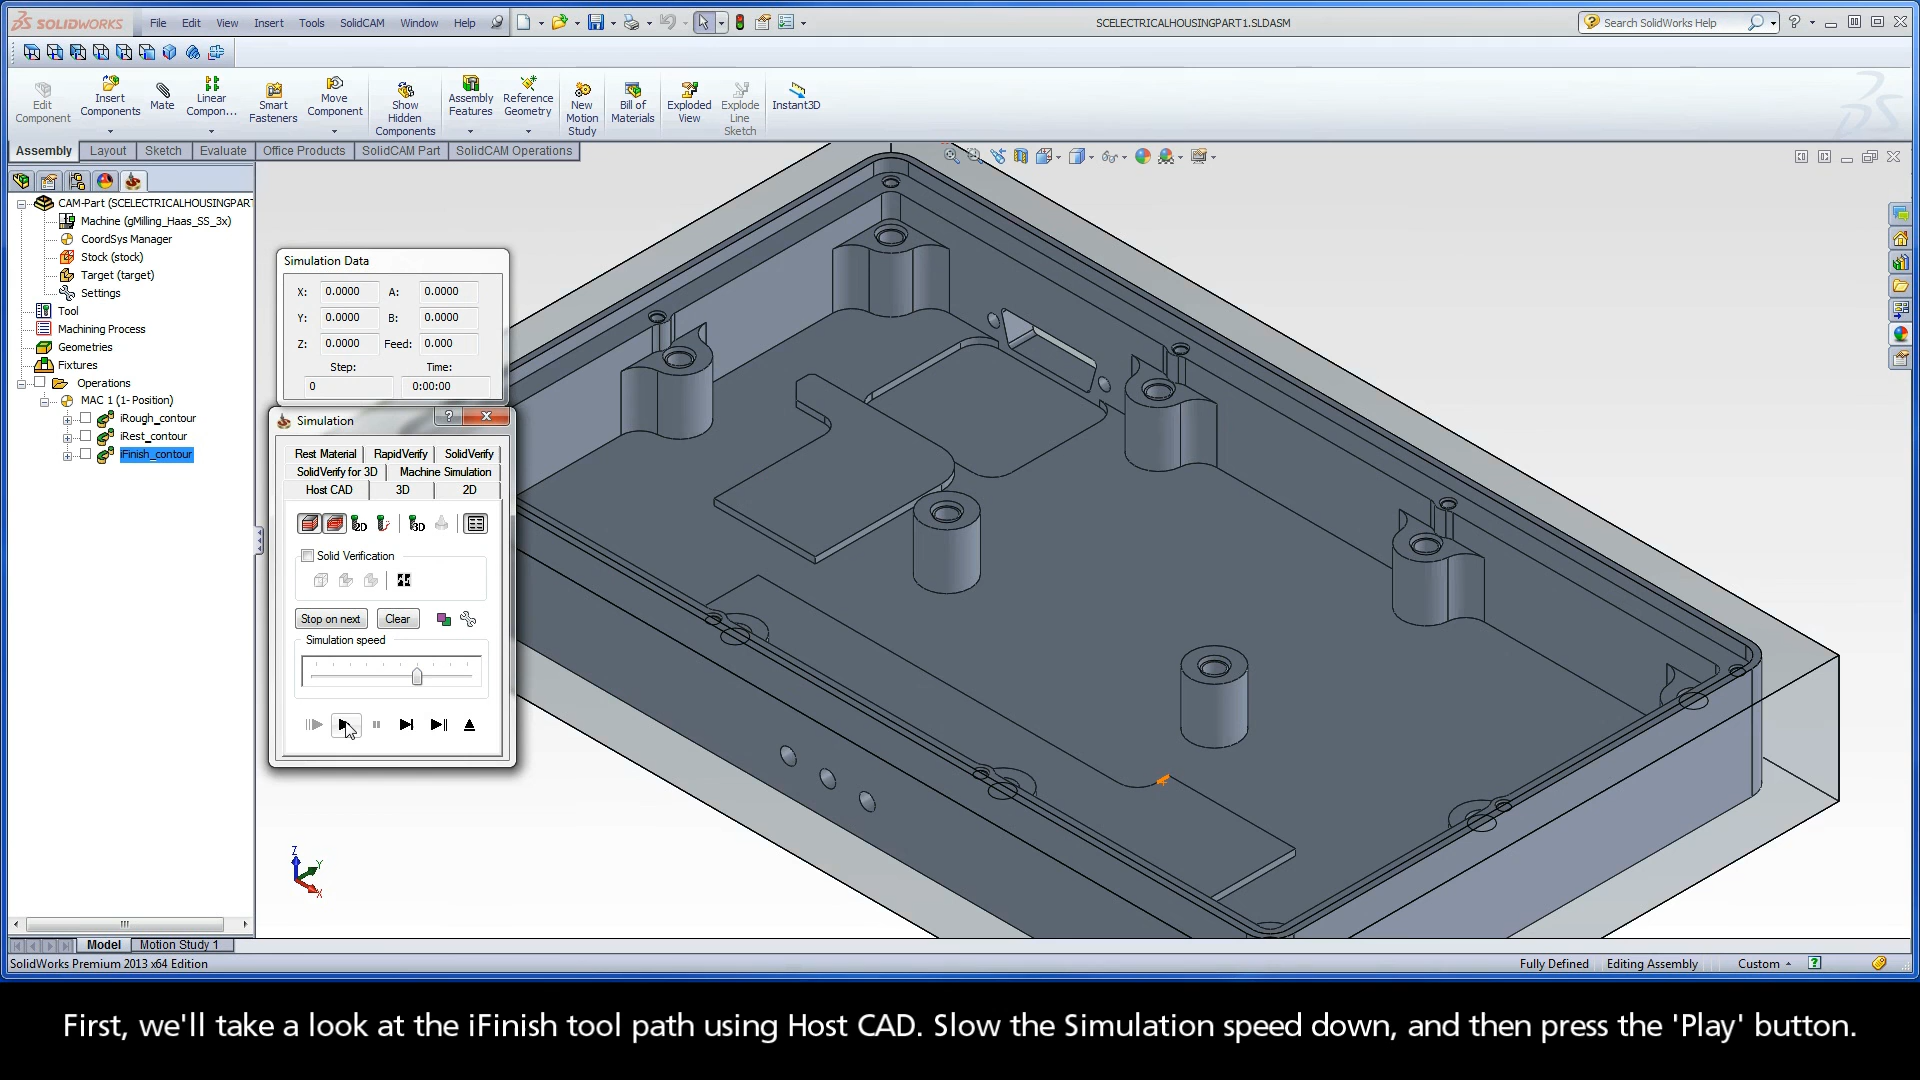 SOLIDWORKS File Edit View Insert Tools SolidCAM Window Help SCELECTRICALHOUSINGPART1.SLDASM Search SolidWorks Help
Edit Component
Insert Components
Mate
Linear Compon...
Smart Fasteners
Move Component
Show Hidden Components
Assembly Features
Reference Geometry
New Motion Study
Bill of Materials
Exploded View
Explode Line Sketch
Instant3D
Assembly Layout Sketch Evaluate Office Products SolidCAM Part SolidCAM Operations
CAM-Part (SCELECTRICALHOUSINGPART
Machine (gMilling_Haas_SS_3x)
CoordSys Manager
Stock (stock)
Target (target)
Settings
Tool
Machining Process
Geometries
Fixtures
Operations
MAC 1 (1- Position)
iRough_contour
iRest_contour
iFinish_contour
Simulation Data
X: 0.0000 A: 0.0000
Y: 0.0000 B: 0.0000
Z: 0.0000 Feed: 0.000
Step: Time:
0 0:00:00
Simulation
Rest Material RapidVerify SolidVerify
SolidVerify for 3D Machine Simulation
Host CAD 3D 2D
2D 3D
Solid Verification
Stop on next Clear
Simulation speed
Z Y X
Model Motion Study 1
SolidWorks Premium 2013 x64 Edition Fully Defined Editing Assembly Custom
First, we'll take a look at the iFinish tool path using Host CAD. Slow the Simulation speed down, and then press the 'Play' button.